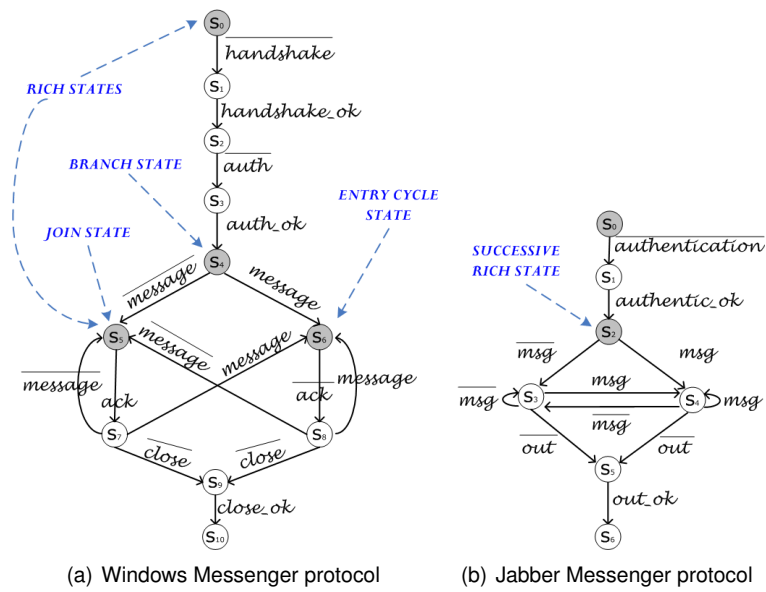 S0
handshake
RICH STATES
S1
handshake_ok
S2
BRANCH STATE
auth
S3
ENTRY CYCLE
STATE
auth_ok
JOIN STATE
S4
message
message
S5
S6
message
message
message
ack
ack
message
S7
S8
close
close
S9
close_ok
S10
(a) Windows Messenger protocol
S0
authentication
SUCCESSIVE
RICH STATE
S1
authentic_ok
S2
msg
msg
msg
S3
msg
S4
msg
msg
out
out
S5
out_ok
S6
(b) Jabber Messenger protocol